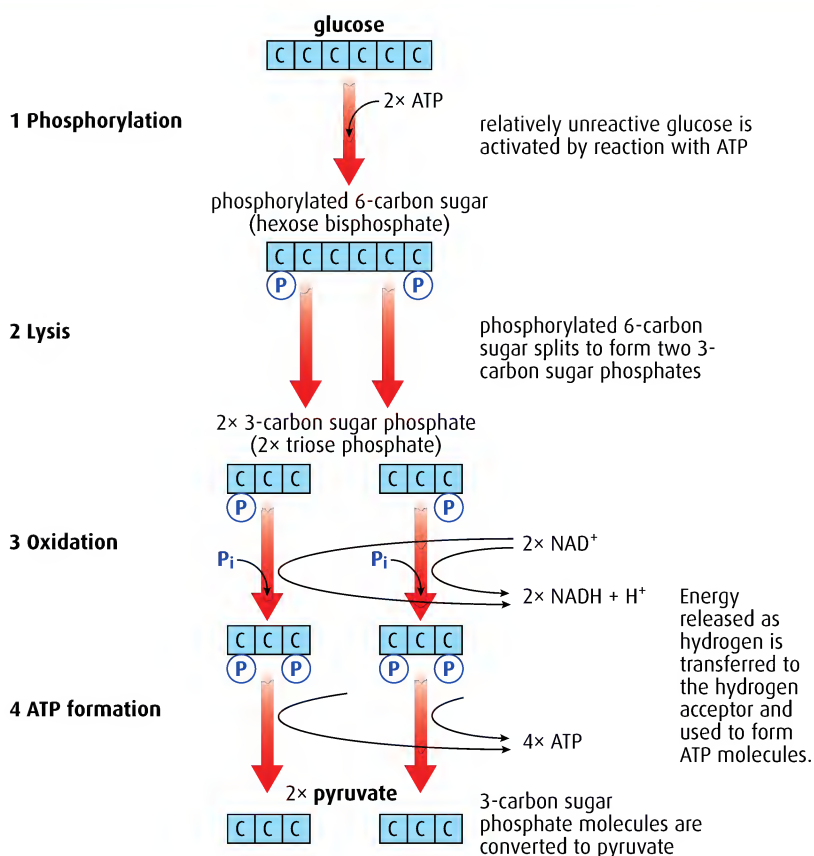 glucose
C C C C C C
2× ATP
1 Phosphorylation
relatively unreactive glucose is
activated by reaction with ATP
phosphorylated 6-carbon sugar
(hexose bisphosphate)
C C C C C C
P P
2 Lysis
phosphorylated 6-carbon
sugar splits to form two 3-
carbon sugar phosphates
2× 3-carbon sugar phosphate
(2× triose phosphate)
C C C C C C
P P
3 Oxidation
2× NAD⁺
Pi Pi
2× NADH + H⁺
Energy
released as
hydrogen is
transferred to
the hydrogen
acceptor and
used to form
ATP molecules.
C C C C C C
P P P P
4 ATP formation
4× ATP
2× pyruvate
C C C C C C
3-carbon sugar
phosphate molecules are
converted to pyruvate